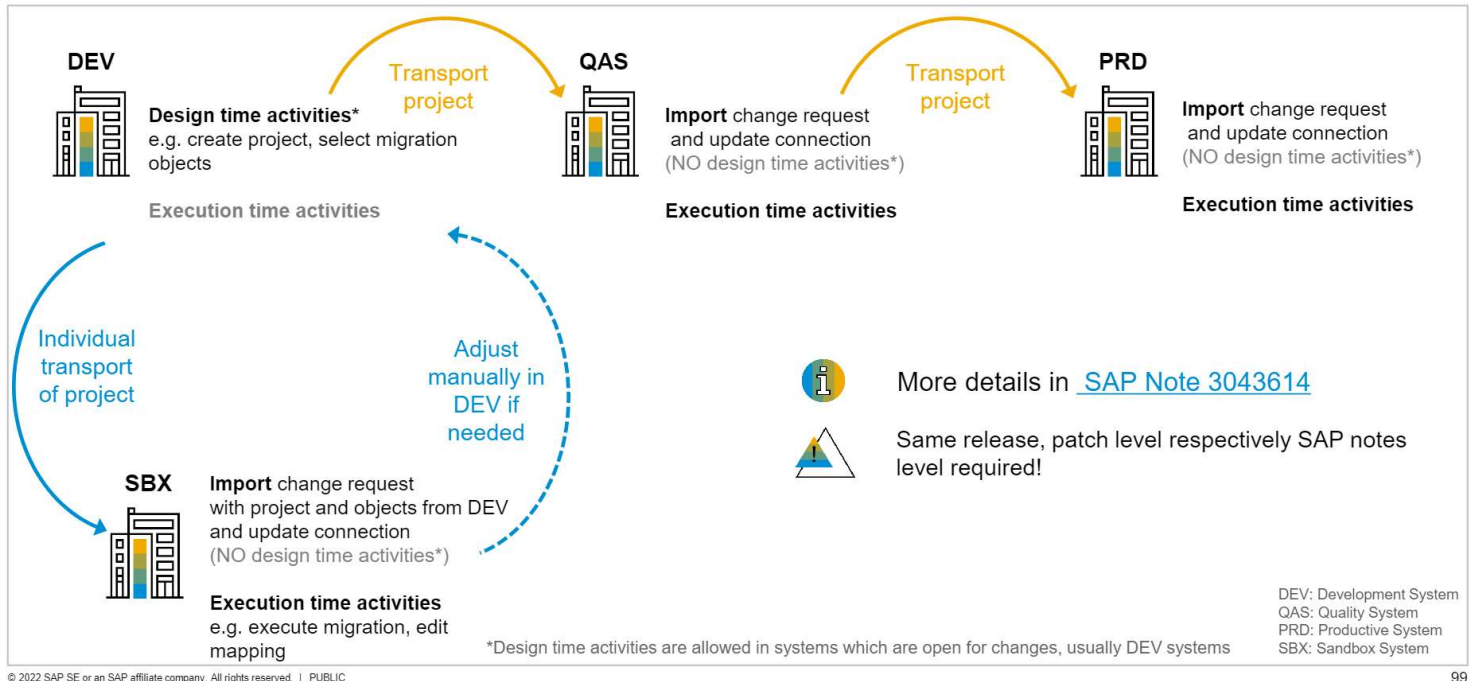 DEV
Design time activities*
e.g. create project, select migration
objects
Execution time activities
Transport
project
QAS
Import change request
and update connection
(NO design time activities*)
Execution time activities
Transport
project
PRD
Import change request
and update connection
(NO design time activities*)
Execution time activities
Individual
transport
of project
Adjust
manually in
DEV if
needed
More details in SAP Note 3043614
Same release, patch level respectively SAP notes
level required!
SBX
Import change request
with project and objects from DEV
and update connection
(NO design time activities*)
Execution time activities
e.g. execute migration, edit
mapping
*Design time activities are allowed in systems which are open for changes, usually DEV systems
DEV: Development System
QAS: Quality System
PRD: Productive System
SBX: Sandbox System
© 2022 SAP SE or an SAP affiliate company. All rights reserved. | PUBLIC
99